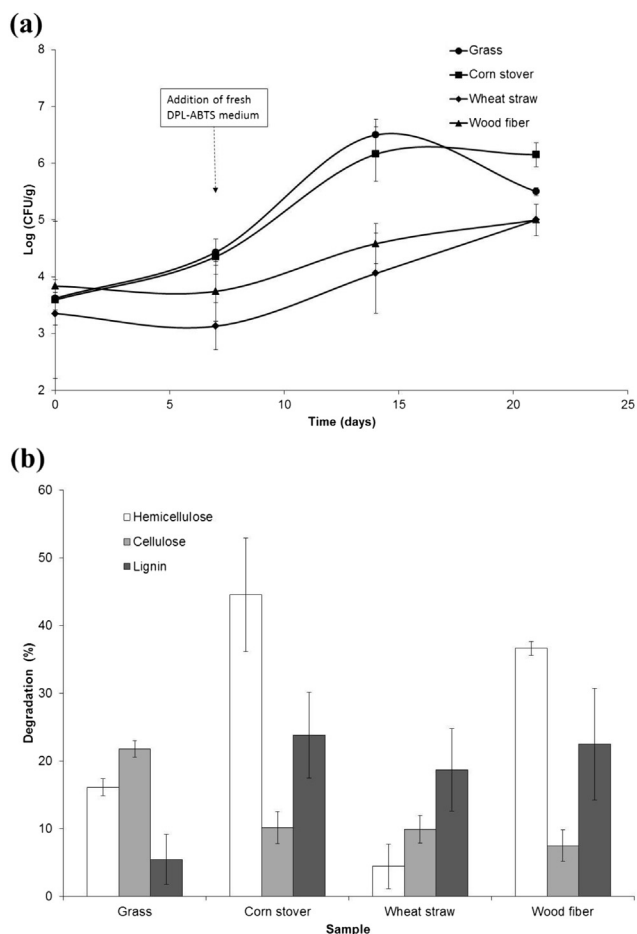 (a)
Grass
Corn stover
Wheat straw
Wood fiber
Addition of fresh
DPL-ABTS medium
8
7
6
5
4
3
2
Log (CFU/g)
0
5
10
15
20
25
Time (days)
(b)
60
50
40
30
20
10
0
Degradation (%)
Hemicellulose
Cellulose
Lignin
Grass
Corn stover
Wheat straw
Wood fiber
Sample